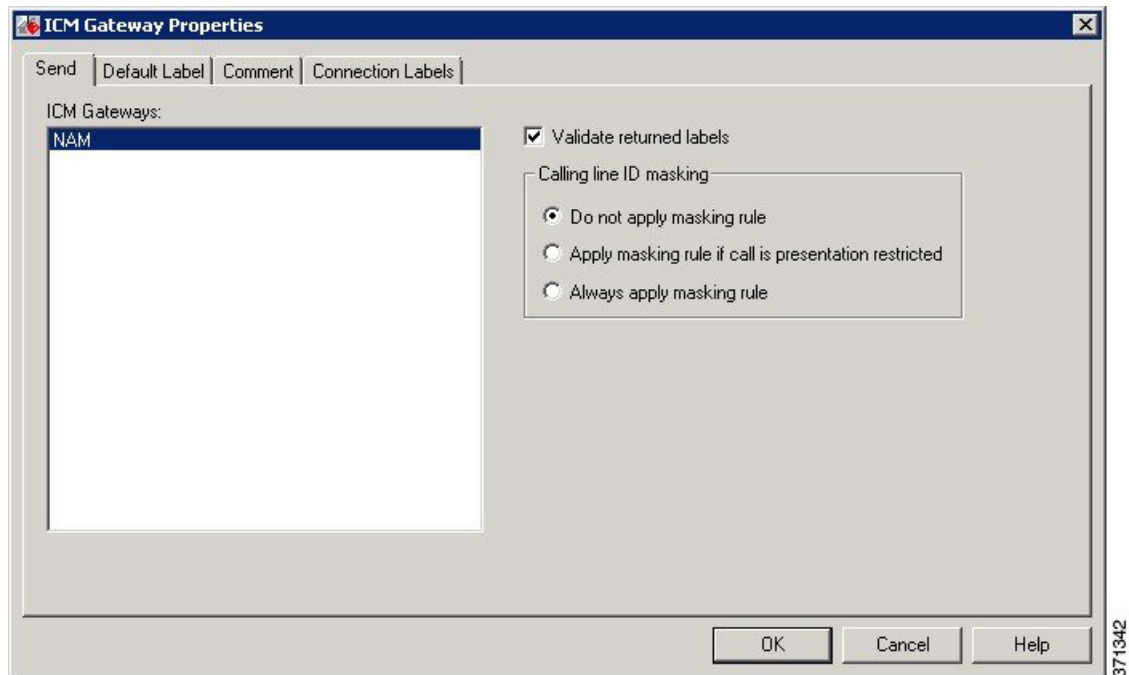 ICM Gateway Properties
Send Default Label Comment Connection Labels
ICM Gateways:
NAM
Validate returned labels
Calling line ID masking
Do not apply masking rule
Apply masking rule if call is presentation restricted
Always apply masking rule
OK Cancel Help
371342